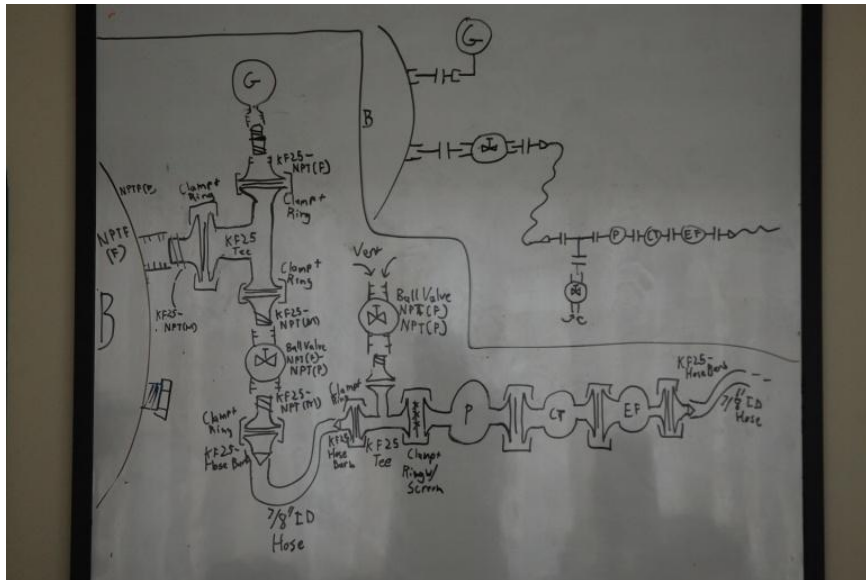 G
B
G
KF25-
NPT(F)
NPTF(F)
Clamp+
Ring
Clamp+
Ring
NPTF
(F)
KF25
Tee
P
CT
EF
Vent
Clamp+
Ring
KF25-
NPT(M)
KF25-
NPT(M)
Ball Valve
NPT(F)
NPT(F)
B
Ball Valve
NPT(F)-
NPT(F)
KF25-
NPT(M)
KF25-
Hose Barb
Clamp+
Ring
Clamp+
Ring
P
CT
EF
7/8" ID
Hose
KF25-
Hose Barb
KF25
Hose
Barb
KF25
Tee
Clamp+
Ring w/
Screen
7/8" ID
Hose